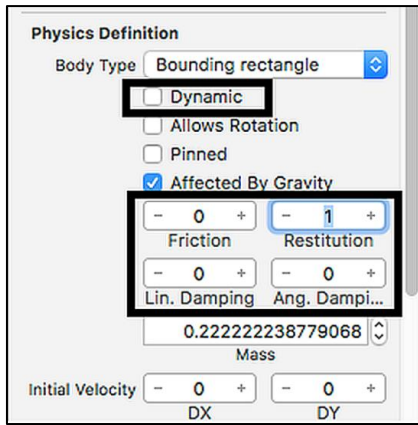 Physics Definition
Body Type Bounding rectangle
Dynamic
Allows Rotation
Pinned
Affected By Gravity
- 0 + - 1 +
Friction Restitution
- 0 + - 0 +
Lin. Damping Ang. Dampi...
0.222222238779068
Mass
Initial Velocity - 0 + - 0 +
DX DY